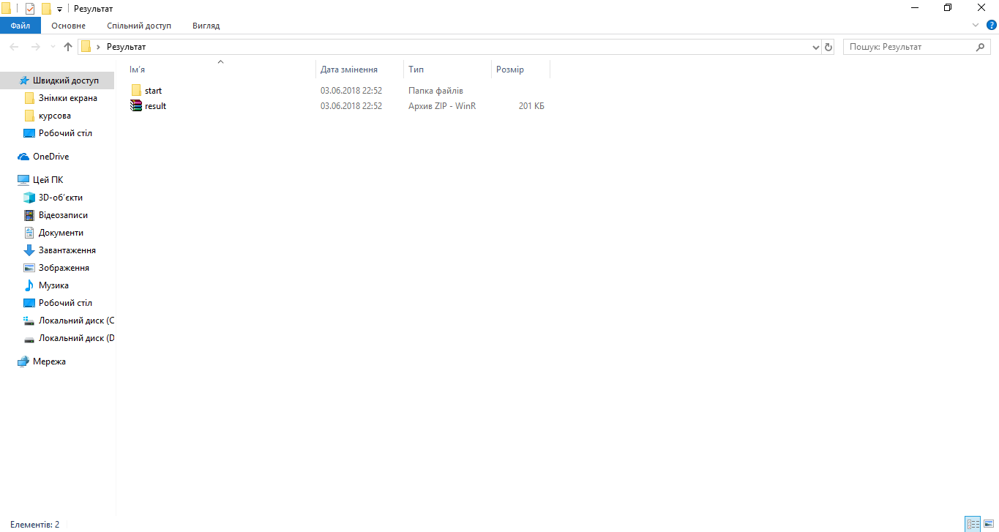 Результат
Файл Основне Спільний доступ Вигляд
Результат Пошук: Результат
Ім'я Дата змінення Тип Розмір
start 03.06.2018 22:52 Папка файлів
result 03.06.2018 22:52 Архив ZIP - WinR 201 КБ
Швидкий доступ
Знімки екрана
курсова
Робочий стіл
OneDrive
Цей ПК
3D-об'єкти
Відеозаписи
Документи
Завантаження
Зображення
Музика
Робочий стіл
Локальний диск (C
Локальний диск (D
Мережа
Елементів: 2